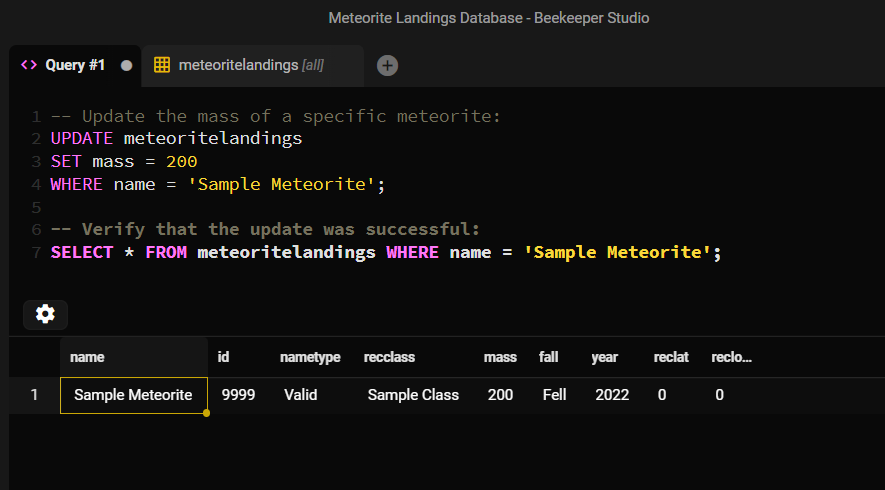 Meteorite Landings Database - Beekeeper Studio
<> Query #1 meteoritelandings [all]
1 -- Update the mass of a specific meteorite:
2 UPDATE meteoritelandings
3 SET mass = 200
4 WHERE name = 'Sample Meteorite';
5
6 -- Verify that the update was successful:
7 SELECT * FROM meteoritelandings WHERE name = 'Sample Meteorite';
name id nametype recclass mass fall year reclat reclo...
1 Sample Meteorite 9999 Valid Sample Class 200 Fell 2022 0 0